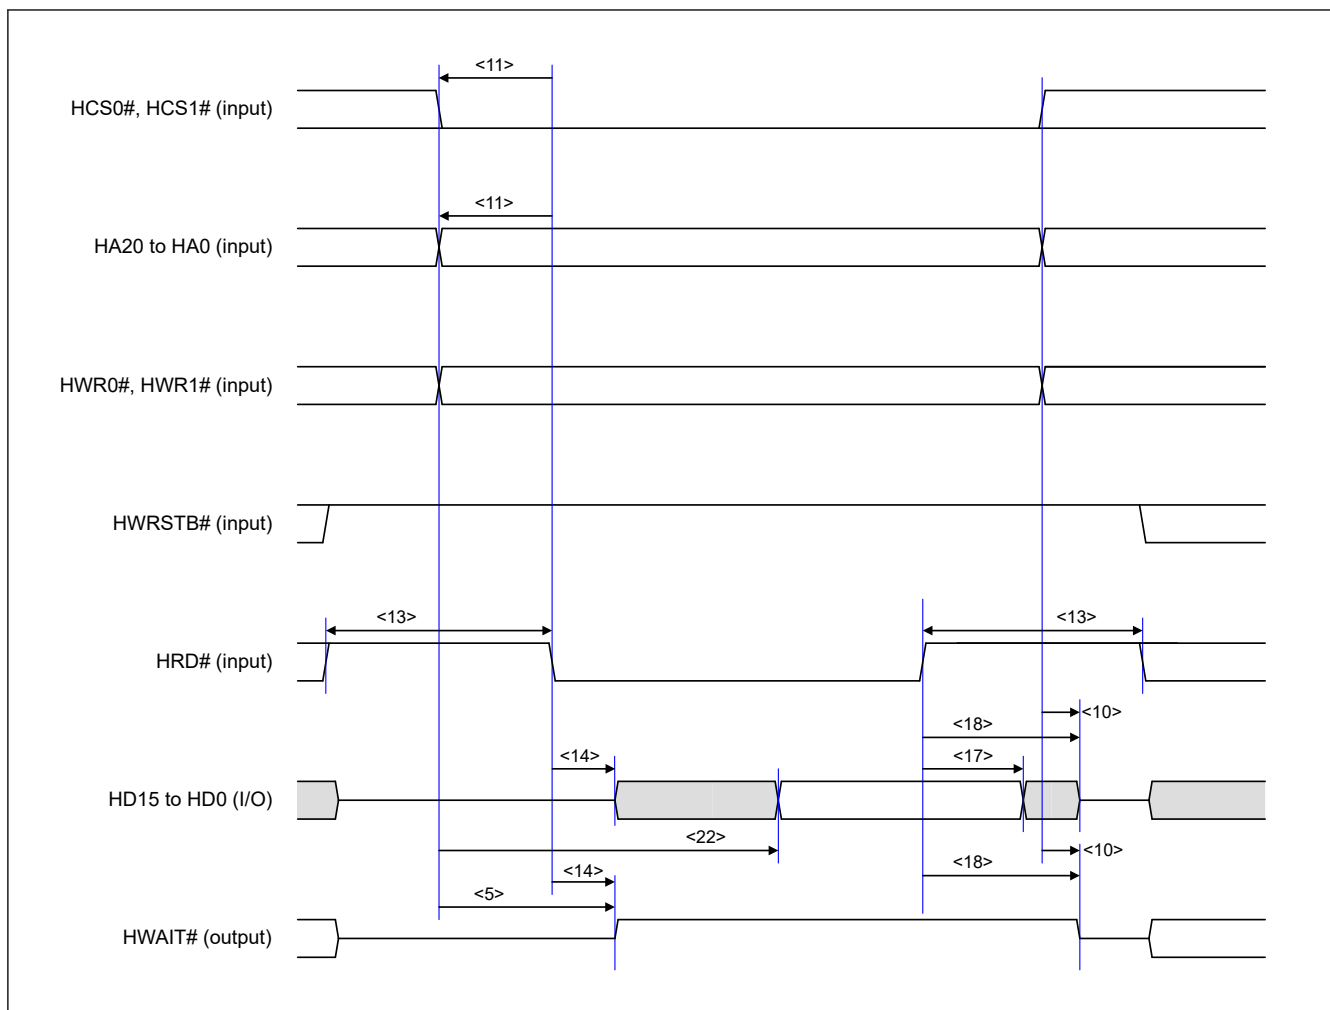 <11>
HCS0#, HCS1# (input)
<11>
HA20 to HA0 (input)
HWR0#, HWR1# (input)
HWRSTB# (input)
<13>
<13>
HRD# (input)
<10>
<18>
<14>
<17>
HD15 to HD0 (I/O)
<22>
<10>
<18>
<14>
<5>
HWAIT# (output)